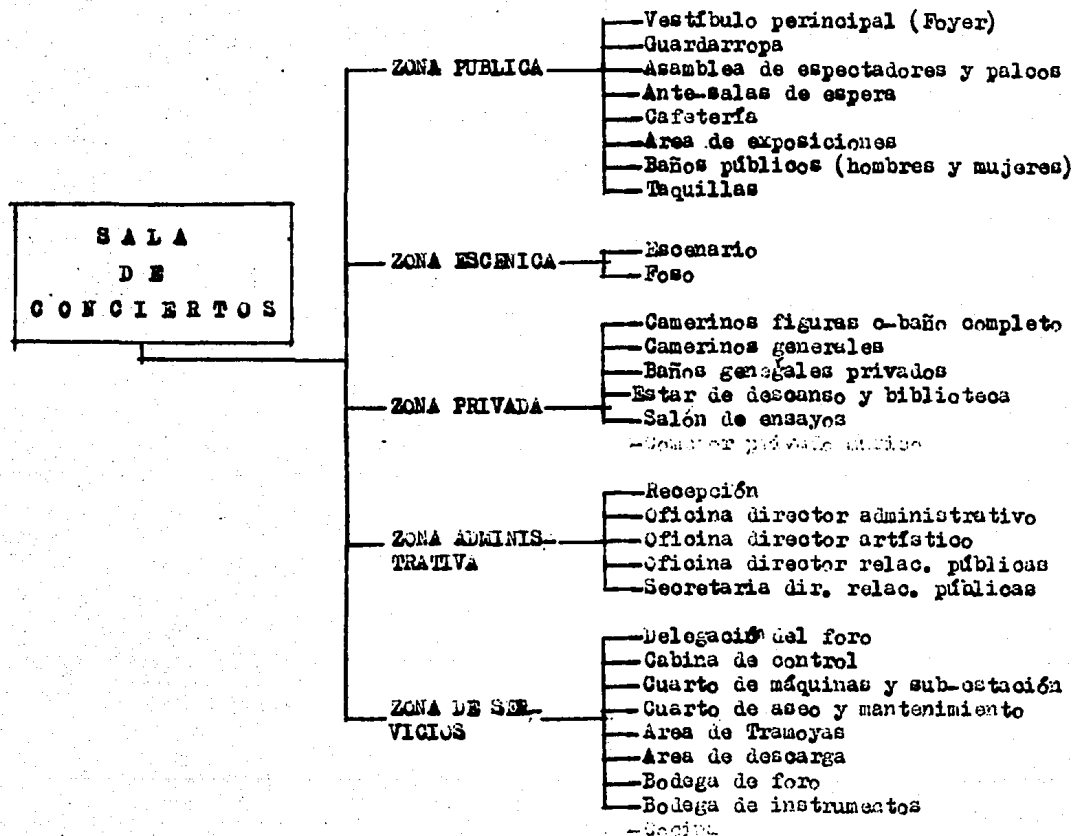 SALA
DE
CONCIERTOS
ZONA PUBLICA
Vestíbulo perincipal (Foyer)
Guardarropa
Asamblea de espectadores y palcos
Ante-salas de espera
Cafetería
Area de exposiciones
Baños públicos (hombres y mujeres)
Taquillas
ZONA ESCENICA
Escenario
Foso
ZONA PRIVADA
Camerinos figuras c-baño completo
Camerinos generales
Baños generales privados
Estar de descanso y biblioteca
Salón de ensayos
ZONA ADMINIS-
TRATIVA
Recepción
Oficina director administrativo
Oficina director artístico
Oficina director relac. públicas
Secretaria dir. relac. públicas
ZONA DE SER-
VICIOS
Delegación del foro
Cabina de control
Cuarto de máquinas y sub-estación
Cuarto de aseo y mantenimiento
Area de Tramoyas
Area de descarga
Bodega de foro
Bodega de instrumentos
-Cocina